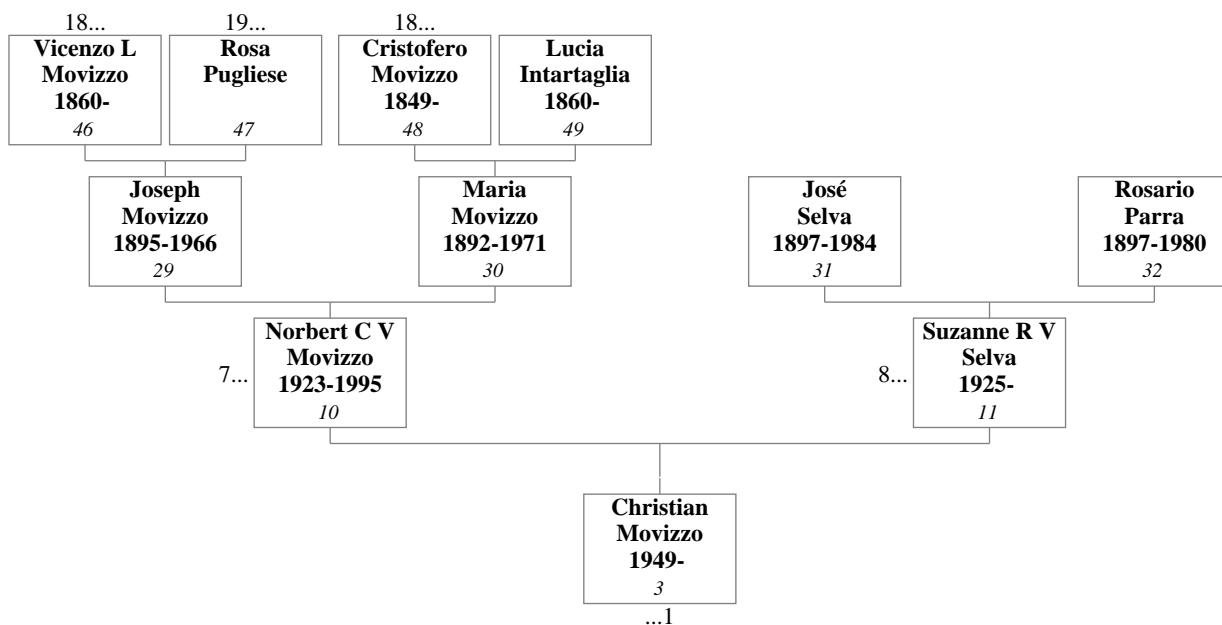 18...
19...
18...
Vicenzo L
Movizzo
1860-
46
Rosa
Pugliese
47
Cristofero
Movizzo
1849-
48
Lucia
Intartaglia
1860-
49
Joseph
Movizzo
1895-1966
29
Maria
Movizzo
1892-1971
30
José
Selva
1897-1984
31
Rosario
Parra
1897-1980
32
7...
Norbert C V
Movizzo
1923-1995
10
8...
Suzanne R V
Selva
1925-
11
Christian
Movizzo
1949-
3
...1